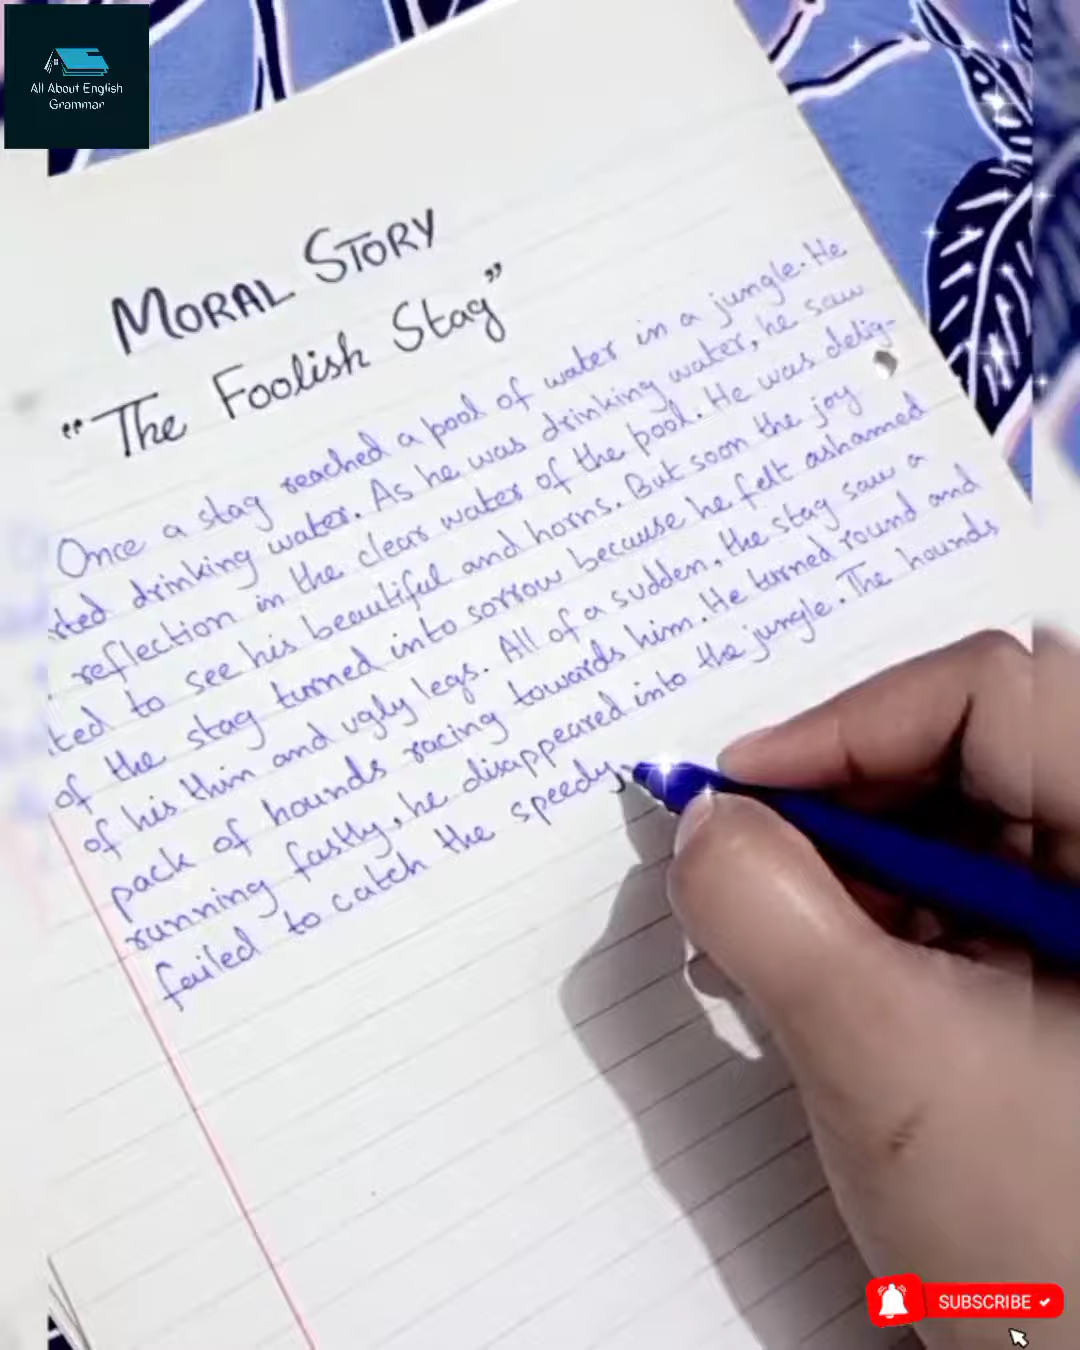 All About English
Grammar
MORAL STORY
"The Foolish Stag"
Once a stag reached a pool of water in a jungle. He
rted drinking water. As he was drinking water, he saw
reflection in the clear water of the pool. He was delig-
ted to see his beautiful and horns. But soon the joy
of the stag turned into sorrow because he felt ashamed
of his thin and ugly legs. All of a sudden, the stag saw a
pack of hounds racing towards him. He turned round and
running fastly, he disappeared into the jungle. The hounds
failed to catch the speedy
SUBSCRIBE